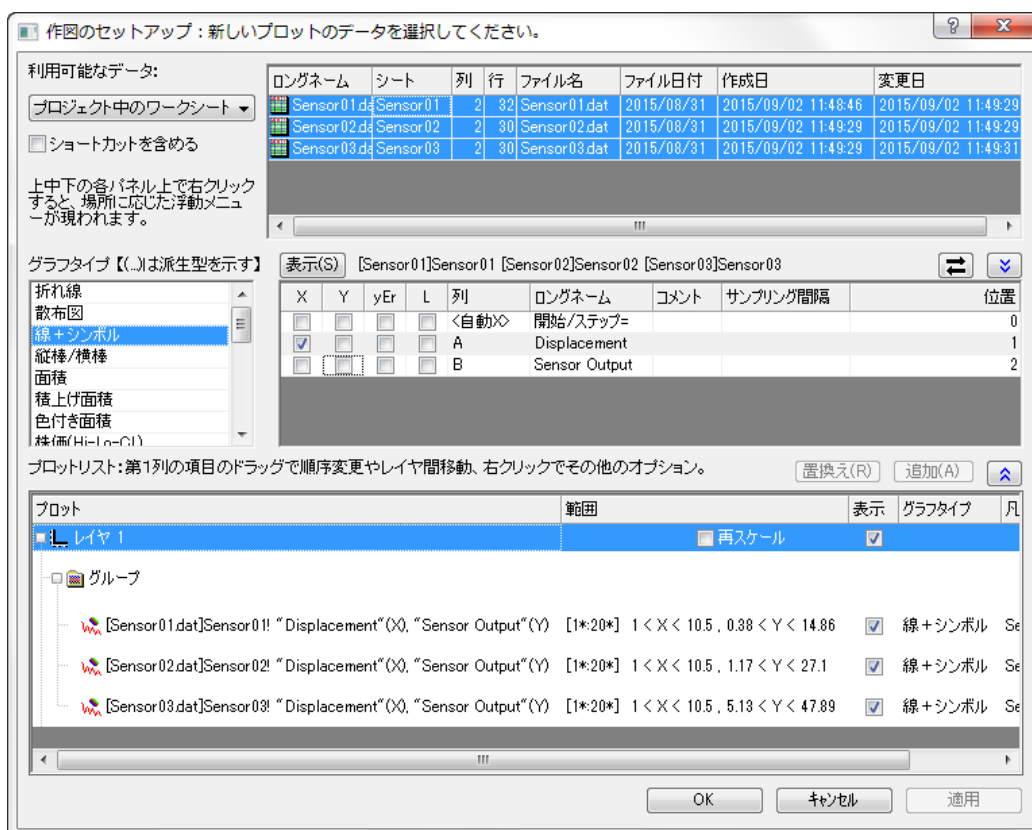 作図のセットアップ：新しいプロットのデータを選択してください。
利用可能なデータ:
プロジェクト中のワークシート
ショートカットを含める
上中下の各パネル上で右クリック
すると、場所に応じた浮動メニュ
ーが現われます。
ロングネーム シート 列 行 ファイル名 ファイル日付 作成日 変更日
Sensor01.da Sensor01 2 32 Sensor01.dat 2015/08/31 2015/09/02 11:48:46 2015/09/02 11:49:29
Sensor02.da Sensor02 2 30 Sensor02.dat 2015/08/31 2015/09/02 11:49:29 2015/09/02 11:49:29
Sensor03.da Sensor03 2 30 Sensor03.dat 2015/08/31 2015/09/02 11:49:29 2015/09/02 11:49:31
グラフタイプ【(...)は派生型を示す】
折れ線
散布図
線+シンボル
縦棒/横棒
面積
積上げ面積
色付き面積
株価(Hi-Lo-Cl)
表示(S) [Sensor01]Sensor01 [Sensor02]Sensor02 [Sensor03]Sensor03
X Y yEr L 列 ロングネーム コメント サンプリング間隔 位置
<自動X> 開始/ステップ= 0
A Displacement 1
B Sensor Output 2
プロットリスト:第1列の項目のドラッグで順序変更やレイヤ間移動、右クリックでその他のオプション。
置換え(R) 追加(A)
プロット 範囲 表示 グラフタイプ 凡
レイヤ 1 再スケール
グループ
[Sensor01.dat]Sensor01! "Displacement"(X), "Sensor Output"(Y) [1*:20*] 1 < X < 10.5 , 0.38 < Y < 14.86 線+シンボル Se
[Sensor02.dat]Sensor02! "Displacement"(X), "Sensor Output"(Y) [1*:20*] 1 < X < 10.5 , 1.17 < Y < 27.1 線+シンボル Se
[Sensor03.dat]Sensor03! "Displacement"(X), "Sensor Output"(Y) [1*:20*] 1 < X < 10.5 , 5.13 < Y < 47.89 線+シンボル Se
OK キャンセル 適用